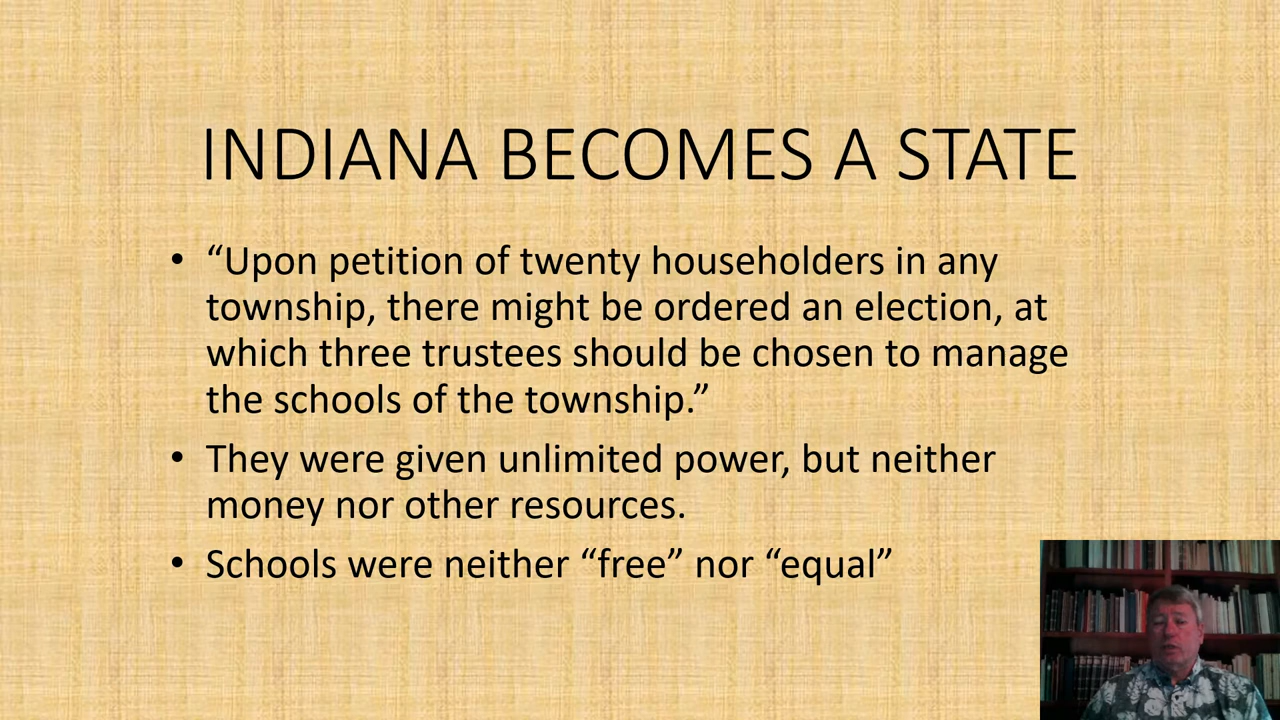 INDIANA BECOMES A STATE
• “Upon petition of twenty householders in any
township, there might be ordered an election, at
which three trustees should be chosen to manage
the schools of the township.”
• They were given unlimited power, but neither
money nor other resources.
• Schools were neither “free” nor “equal”